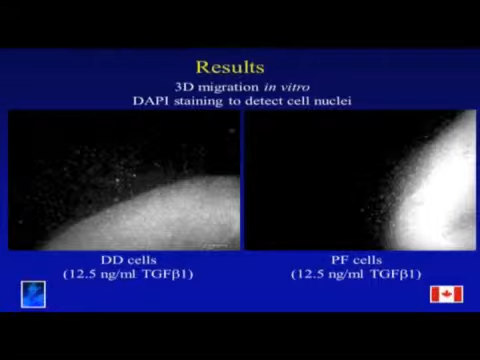 Results
3D migration in vitro
DAPI staining to detect cell nuclei
DD cells
(12.5 ng/ml TGFβ1)
PF cells
(12.5 ng/ml TGFβ1)